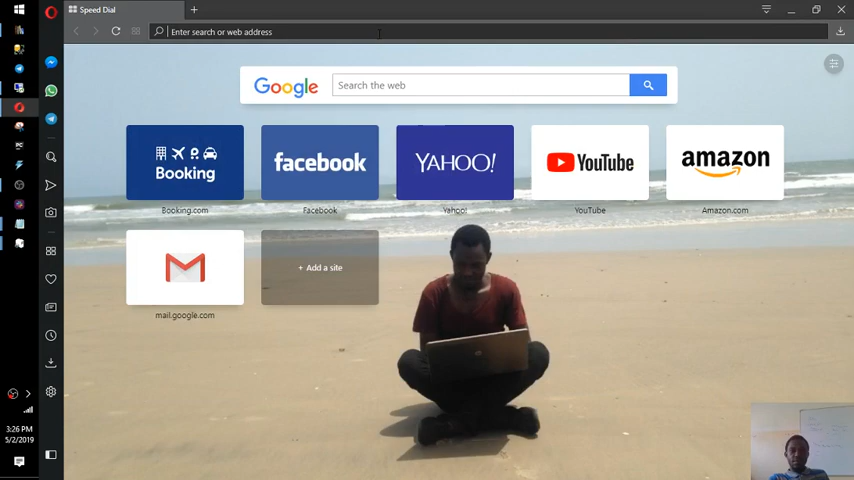 Speed Dial
Enter search or web address
Google
Search the web
Booking
facebook
YAHOO!
YouTube
amazon
Booking.com
Facebook
Yahoo!
YouTube
Amazon.com
+ Add a site
mail.google.com
3:26 PM
5/2/2019